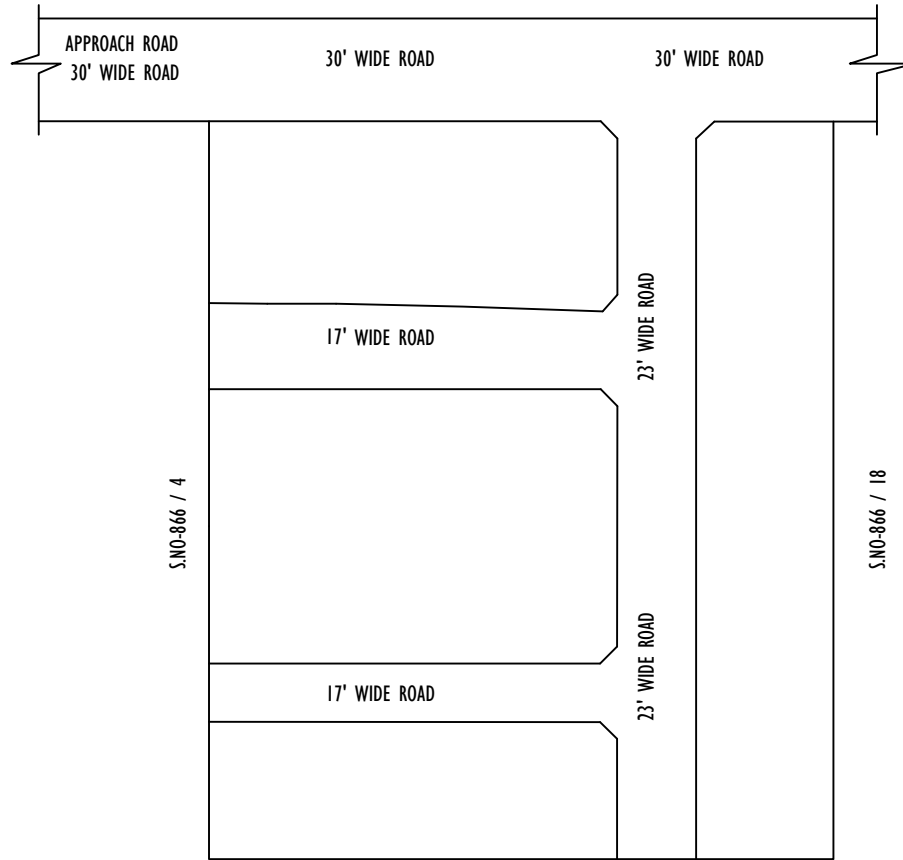 APPROACH ROAD
30' WIDE ROAD
30' WIDE ROAD
30' WIDE ROAD
17' WIDE ROAD
23' WIDE ROAD
S.NO-866 / 4
S.NO-866 / 18
17' WIDE ROAD
23' WIDE ROAD